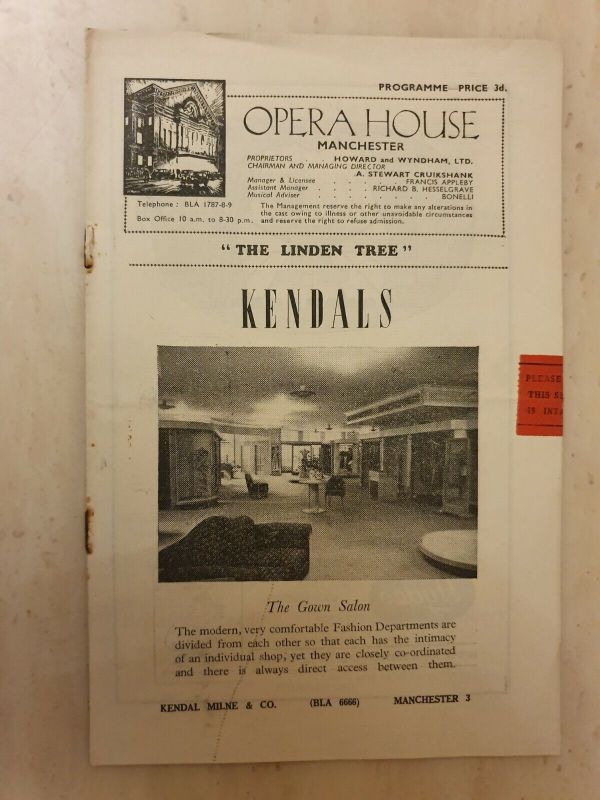 PROGRAMME PRICE 3d.
OPERA HOUSE
MANCHESTER
PROPRIETORS . . HOWARD and WYNDHAM, LTD.
CHAIRMAN AND MANAGING DIRECTOR
A. STEWART CRUIKSHANK
Manager & Licensee . . . . FRANCIS APPLEBY
Assistant Manager . . . . RICHARD B. HESSELGRAVE
Musical Adviser . . . . . . BONELLI
Telephone : BLA 1787-8-9
Box Office 10 a.m. to 8-30 p.m.
The Management reserve the right to make any alterations in
the cast owing to illness or other unavoidable circumstances
and reserve the right to refuse admission.
"THE LINDEN TREE"
KENDALS
PLEASE
THIS
IS
The Gown Salon
The modern, very comfortable Fashion Departments are
divided from each other so that each has the intimacy
of an individual shop, yet they are closely co-ordinated
and there is always direct access between them.
KENDAL MILNE & CO. (BLA 6666) MANCHESTER 3